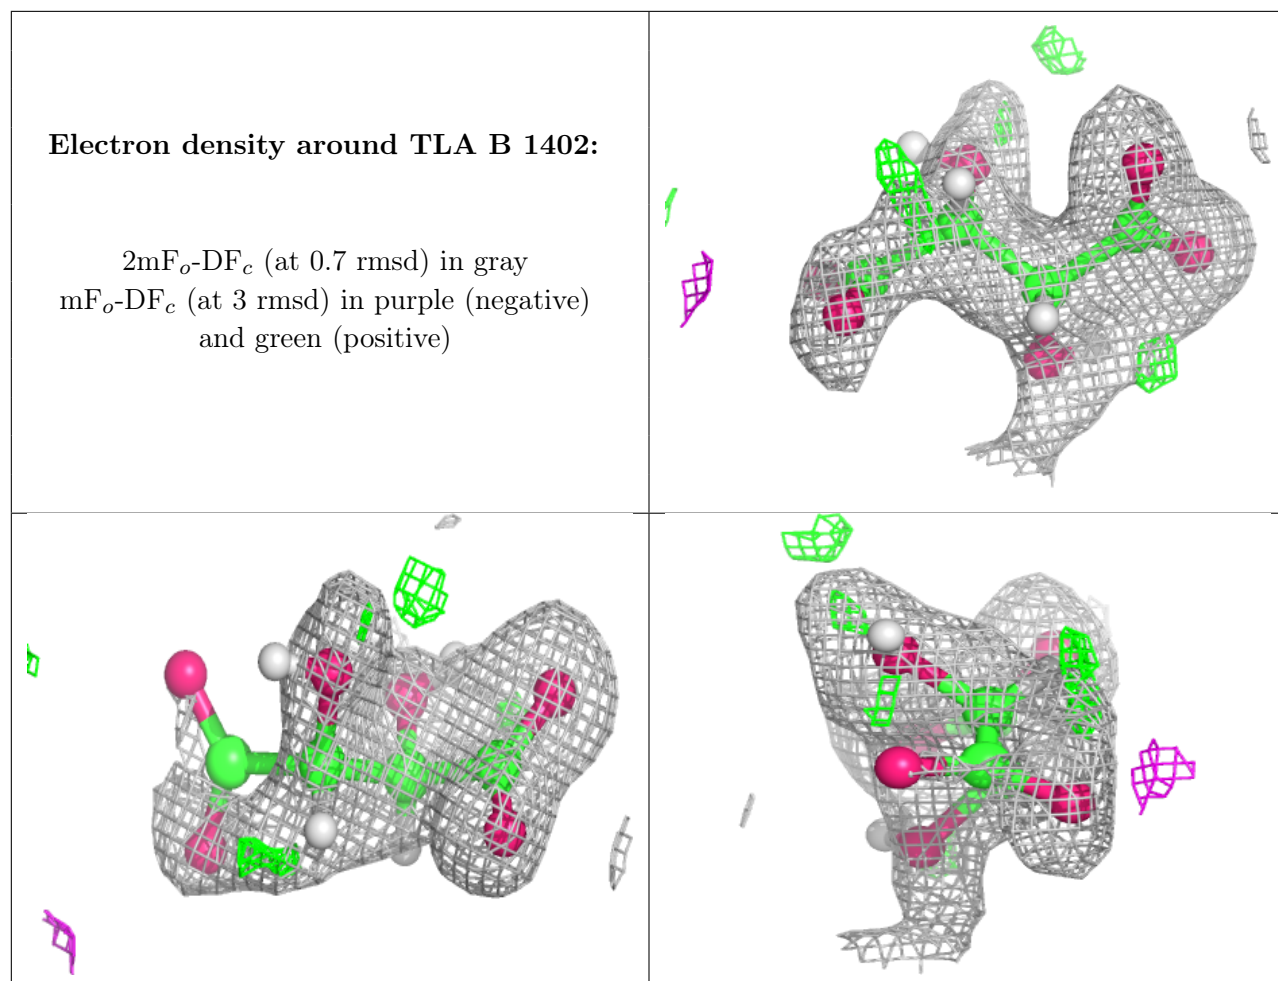 Electron density around TLA B 1402:
2mFo-DFc (at 0.7 rmsd) in gray
mFo-DFc (at 3 rmsd) in purple (negative)
and green (positive)